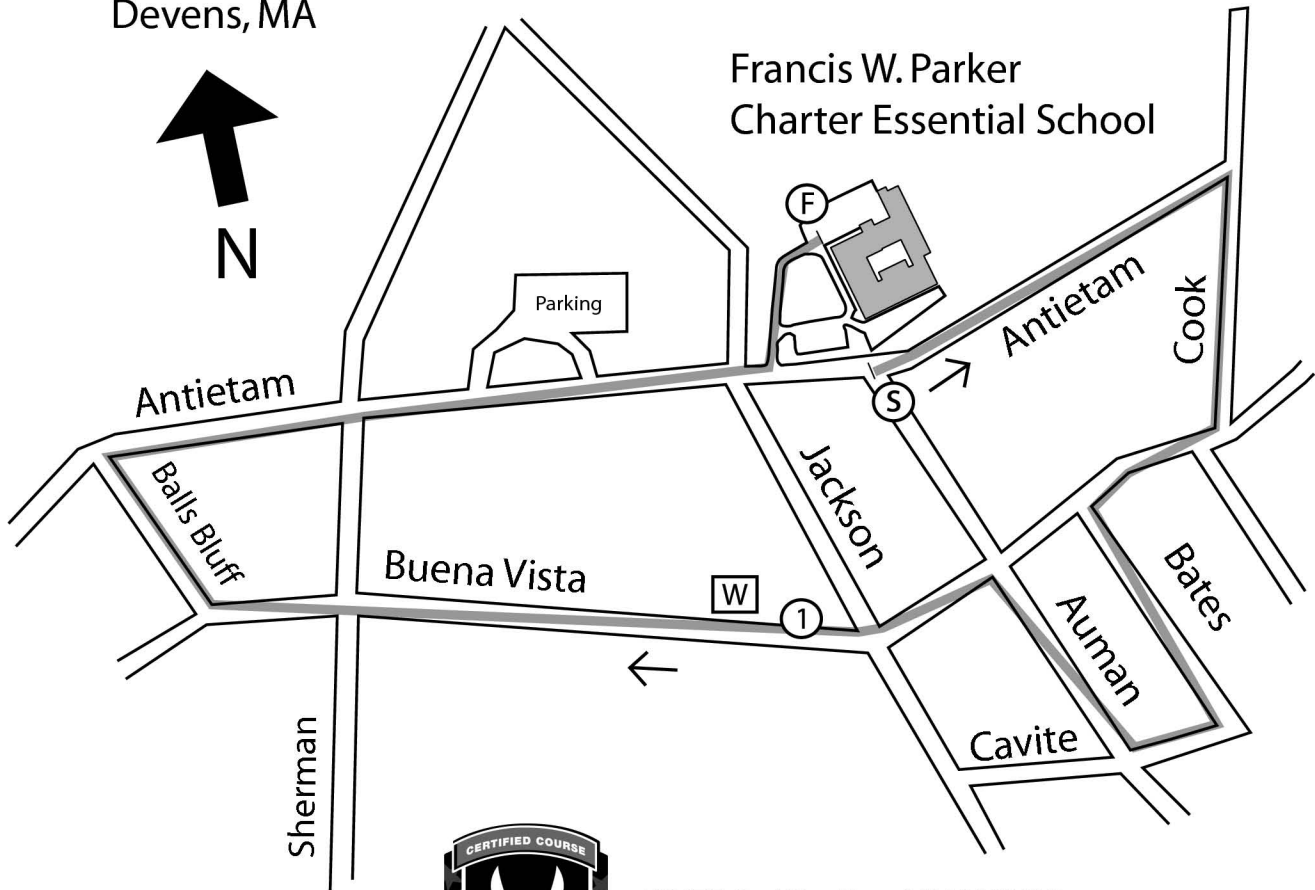 Devens, MA
N
Francis W. Parker
Charter Essential School
F
Parking
Antietam
Cook
Antietam
S
Balls Bluff
Jackson
Buena Vista
W
1
Bates
Auman
Cavite
Sherman
CERTIFIED COURSE